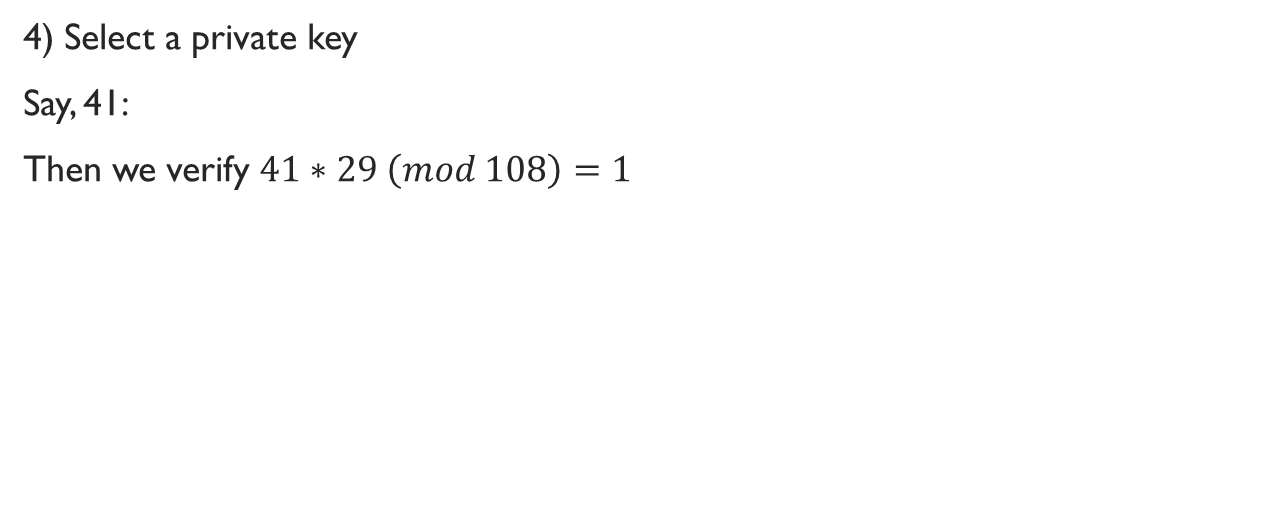 4) Select a private key
Say, 41:
Then we verify 41 ∗ 29 (mod 108) = 1